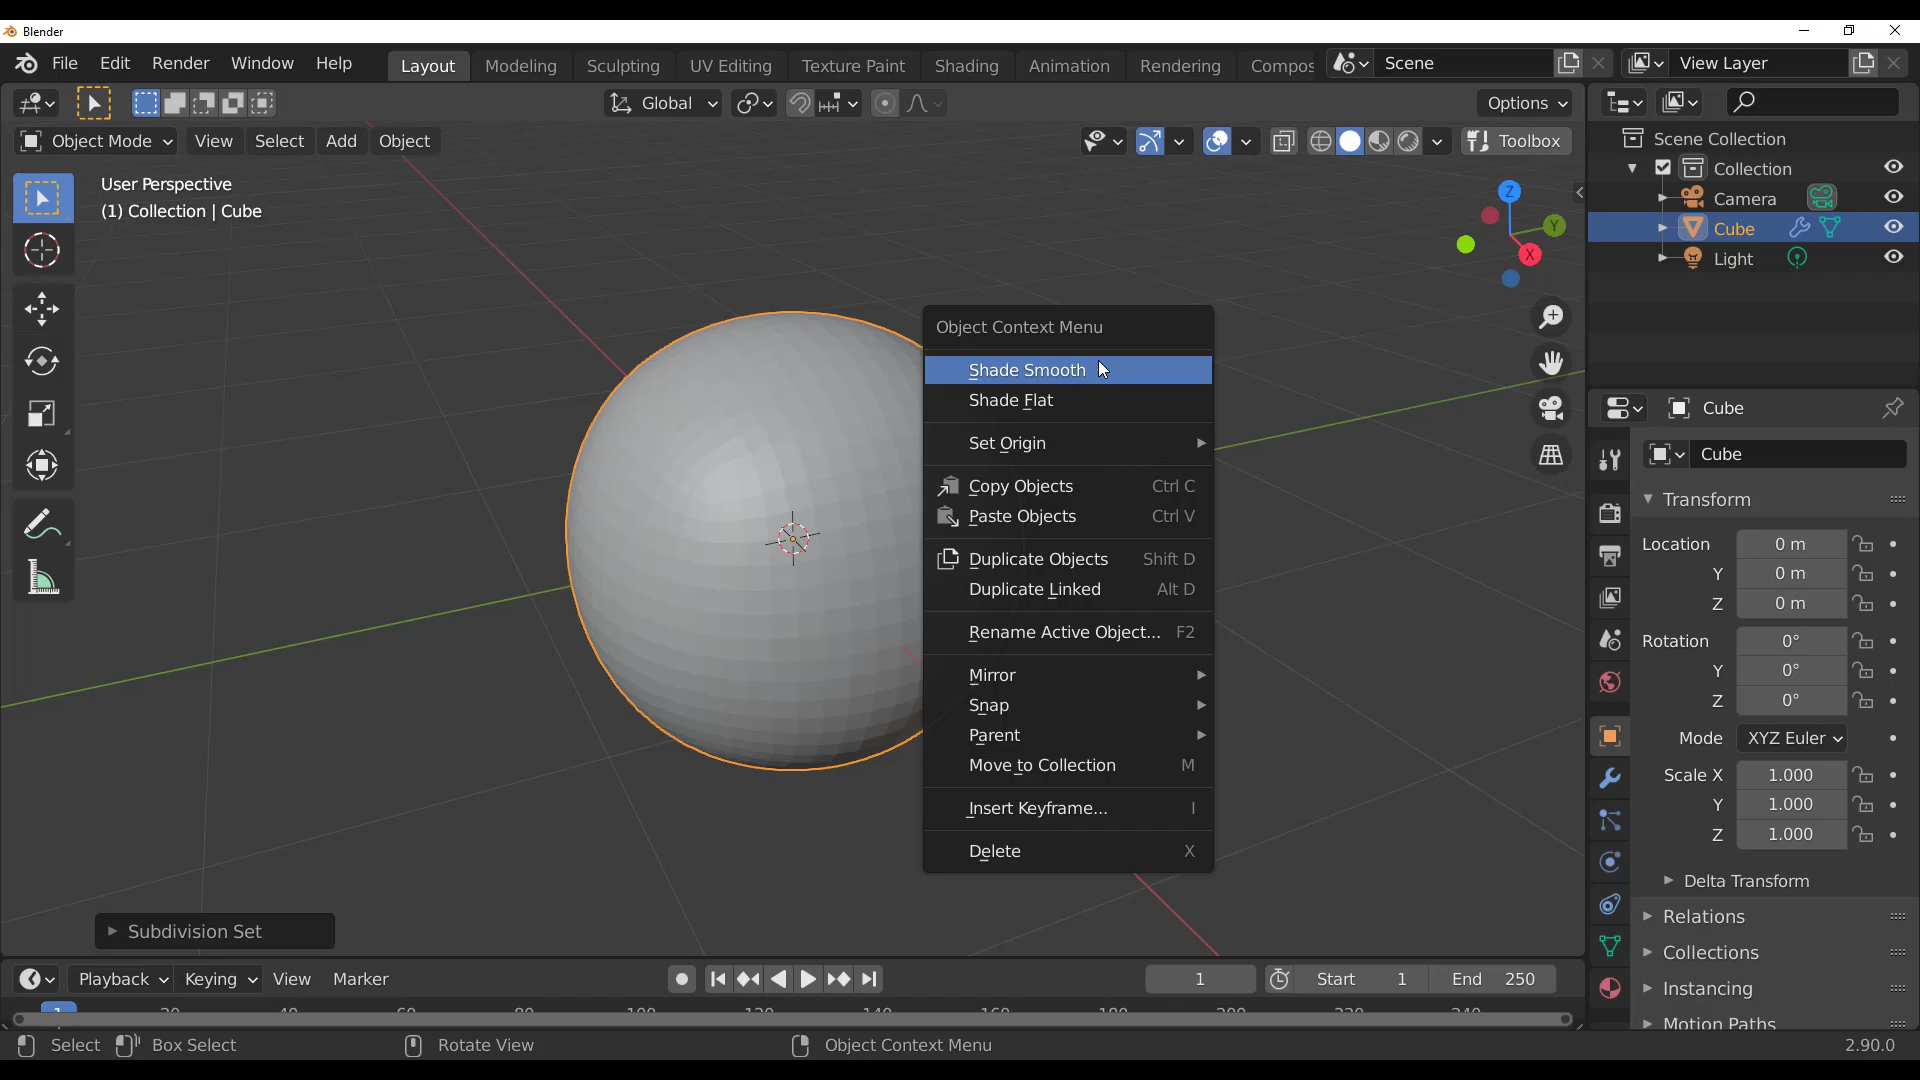 Blender
File Edit Render Window Help Layout Modeling Sculpting UV Editing Texture Paint Shading Animation Rendering Compos Scene View Layer
Global Options
Object Mode View Select Add Object Toolbox
User Perspective
(1) Collection | Cube
Z
Y
X
Object Context Menu
Shade Smooth
Shade Flat
Set Origin
Copy Objects Ctrl C
Paste Objects Ctrl V
Duplicate Objects Shift D
Duplicate Linked Alt D
Rename Active Object... F2
Mirror
Snap
Parent
Move to Collection M
Insert Keyframe... I
Delete X
Subdivision Set
Scene Collection
Collection
Camera
Cube
Light
Cube
Cube
Transform
Location 0 m
Y 0 m
Z 0 m
Rotation 0°
Y 0°
Z 0°
Mode XYZ Euler
Scale X 1.000
Y 1.000
Z 1.000
Delta Transform
Relations
Collections
Instancing
Motion Paths
Playback Keying View Marker 1 Start 1 End 250
1 20 40 60 80 100 120 140 160 180 200 220 240
Select Box Select Rotate View Object Context Menu 2.90.0